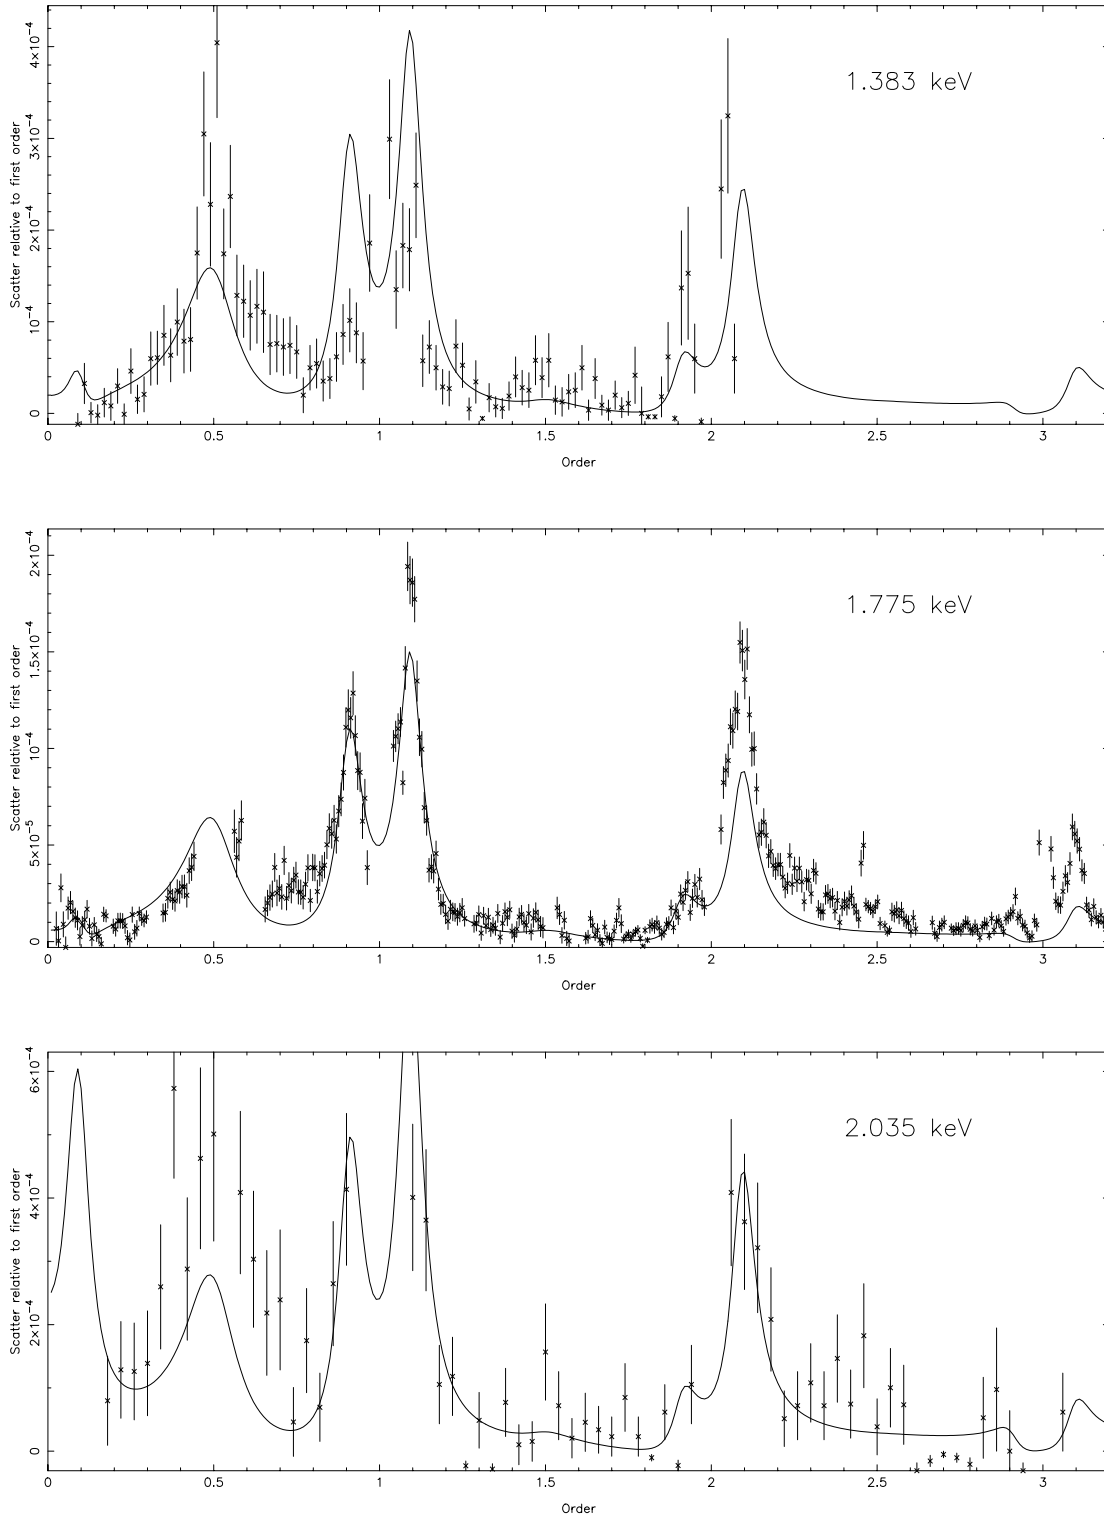 1.383 keV
Scatter relative to first order
4×10⁻⁴
3×10⁻⁴
2×10⁻⁴
10⁻⁴
0
0 0.5 1 1.5 2 2.5 3
Order
1.775 keV
Scatter relative to first order
2×10⁻⁴
1.5×10⁻⁴
10⁻⁴
5×10⁻⁵
0
0 0.5 1 1.5 2 2.5 3
Order
2.035 keV
Scatter relative to first order
6×10⁻⁴
4×10⁻⁴
2×10⁻⁴
0
0 0.5 1 1.5 2 2.5 3
Order